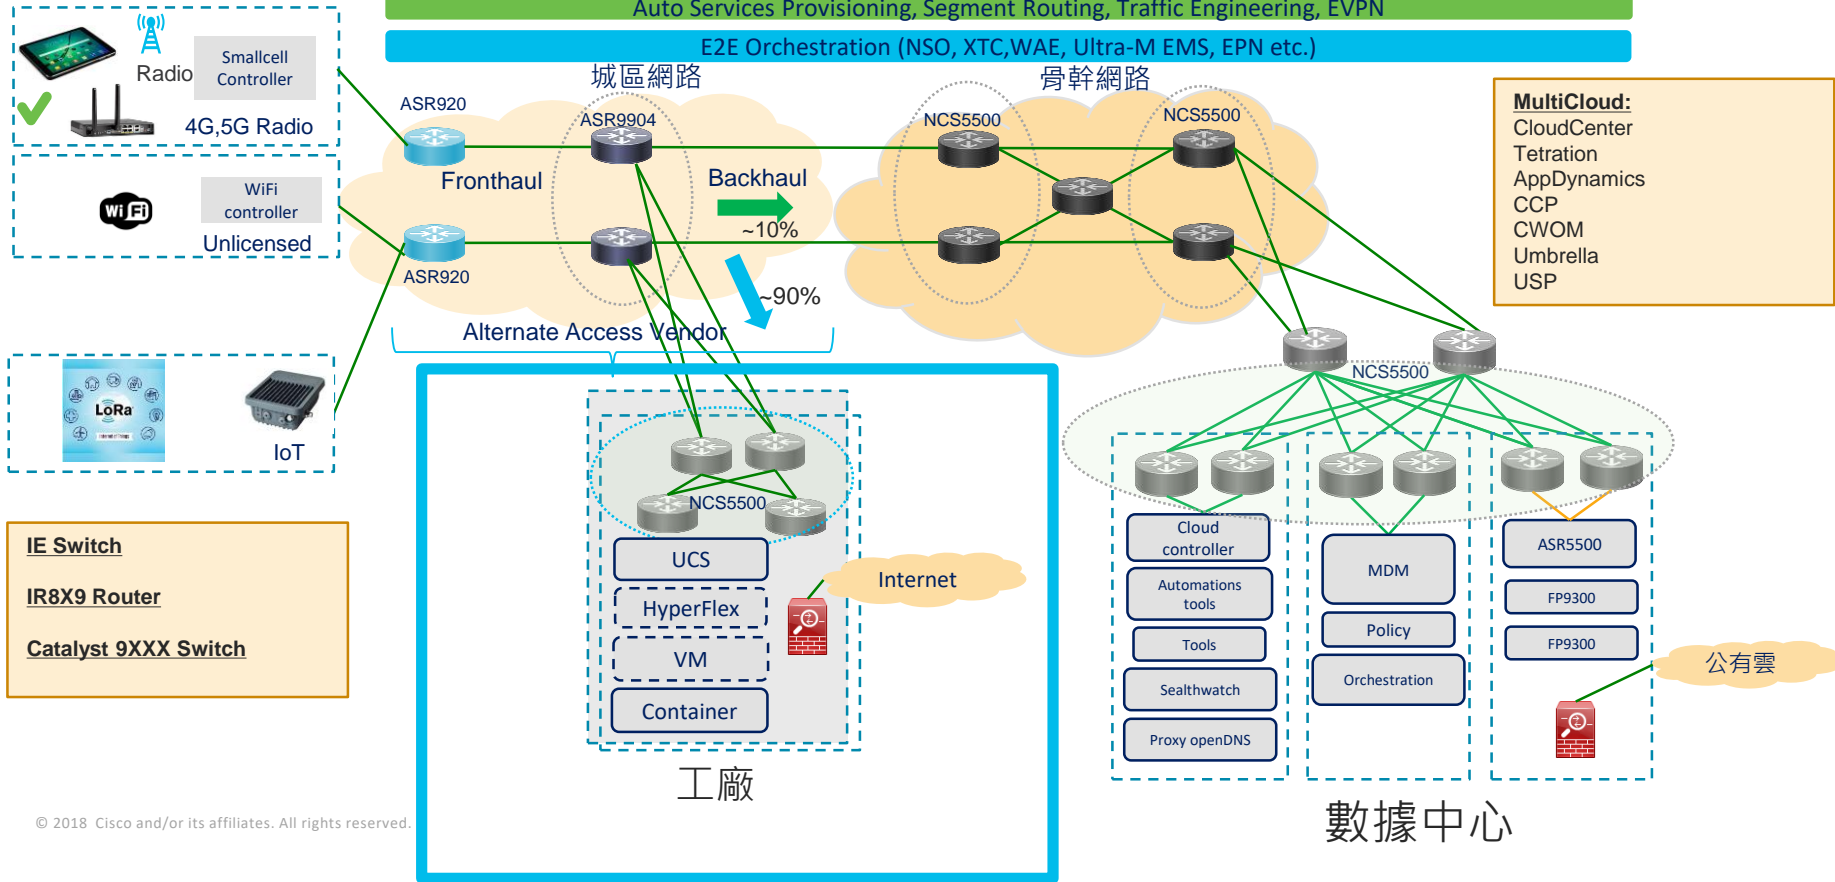 Auto Services Provisioning, Segment Routing, Traffic Engineering, EVPN
E2E Orchestration (NSO, XTC,WAE, Ultra-M EMS, EPN etc.)
Radio
Smallcell
Controller
4G,5G Radio
WiFi
WiFi
controller
Unlicensed
LoRa
IoT
IE Switch
IR8X9 Router
Catalyst 9XXX Switch
城區網路
ASR920
ASR9904
Fronthaul
Backhaul
~10%
ASR920
~90%
Alternate Access Vendor
骨幹網路
NCS5500
NCS5500
MultiCloud:
CloudCenter
Tetration
AppDynamics
CCP
CWOM
Umbrella
USP
NCS5500
UCS
HyperFlex
VM
Container
Internet
工廠
NCS5500
Cloud
controller
Automations
tools
Tools
Sealthwatch
Proxy openDNS
MDM
Policy
Orchestration
ASR5500
FP9300
FP9300
公有雲
數據中心
© 2018 Cisco and/or its affiliates. All rights reserved.